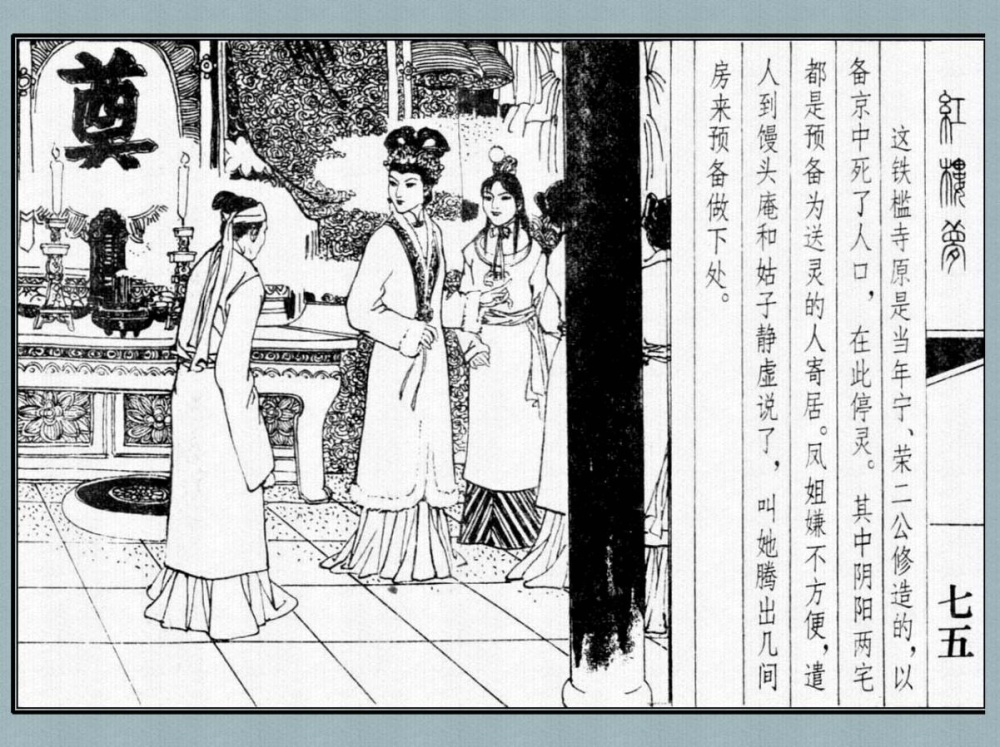 紅樓夢
七五
这铁槛寺原是当年宁、荣二公修造的，以
备京中死了人口，在此停灵。其中阴阳两宅
都是预备为送灵的人寄居。凤姐嫌不方便，遣
人到馒头庵和姑子静虚说了，叫她腾出几间
房来预备做下处。
奠